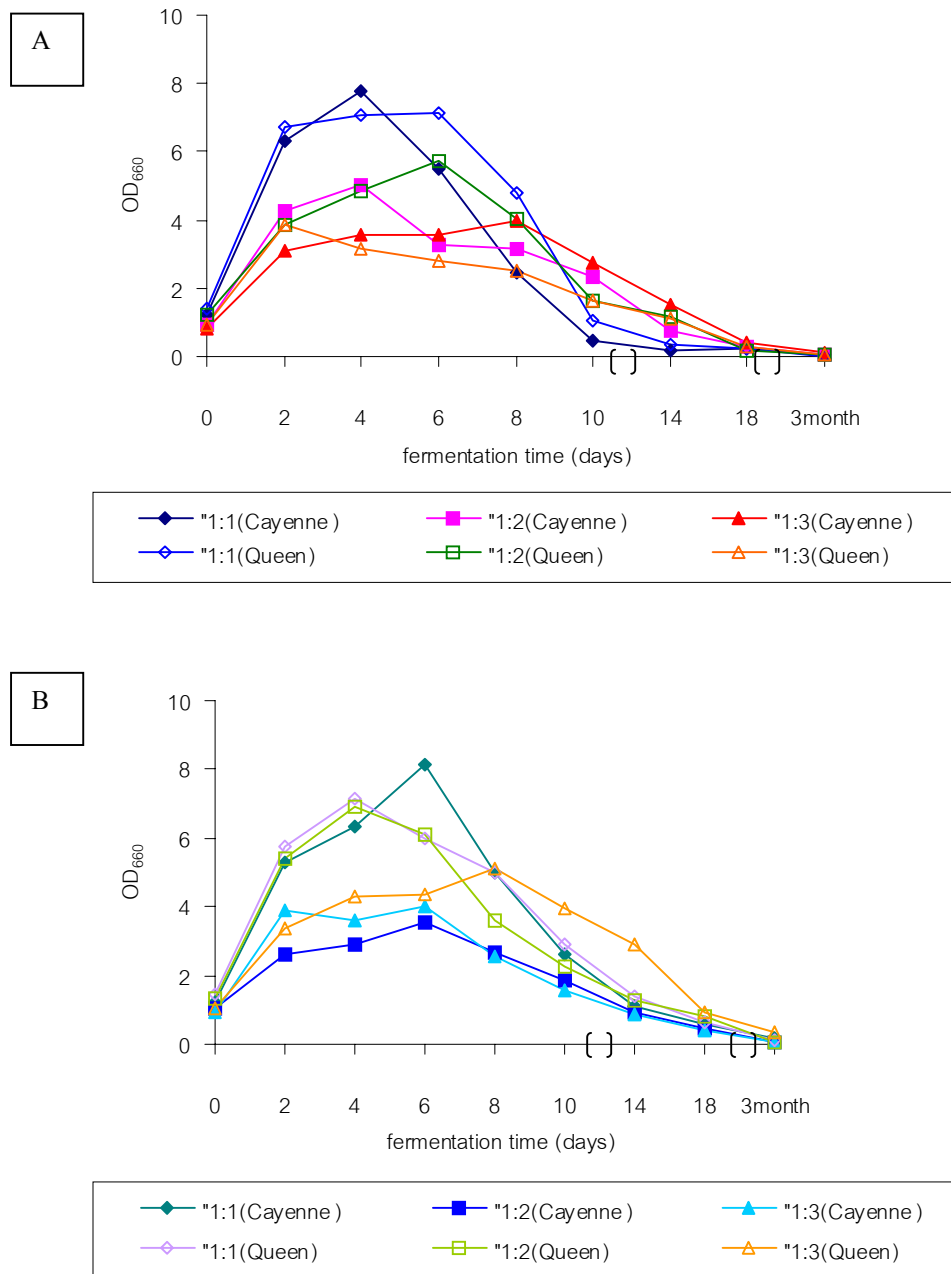 A
10
8
6
4
2
0
OD660
0 2 4 6 8 10 14 18 3month
fermentation time (days)
"1:1(Cayenne) "1:2(Cayenne) "1:3(Cayenne)
"1:1(Queen) "1:2(Queen) "1:3(Queen)
B
10
8
6
4
2
0
OD660
0 2 4 6 8 10 14 18 3month
fermentation time (days)
"1:1(Cayenne) "1:2(Cayenne) "1:3(Cayenne)
"1:1(Queen) "1:2(Queen) "1:3(Queen)